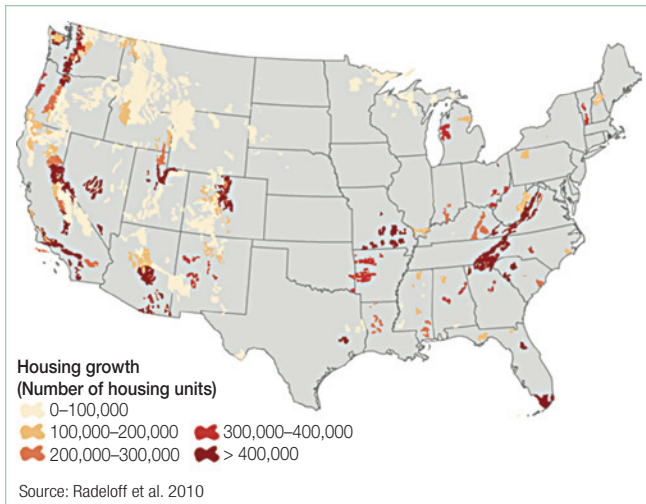 Housing growth
(Number of housing units)
0–100,000
100,000–200,000
200,000–300,000
300,000–400,000
> 400,000
Source: Radeloff et al. 2010